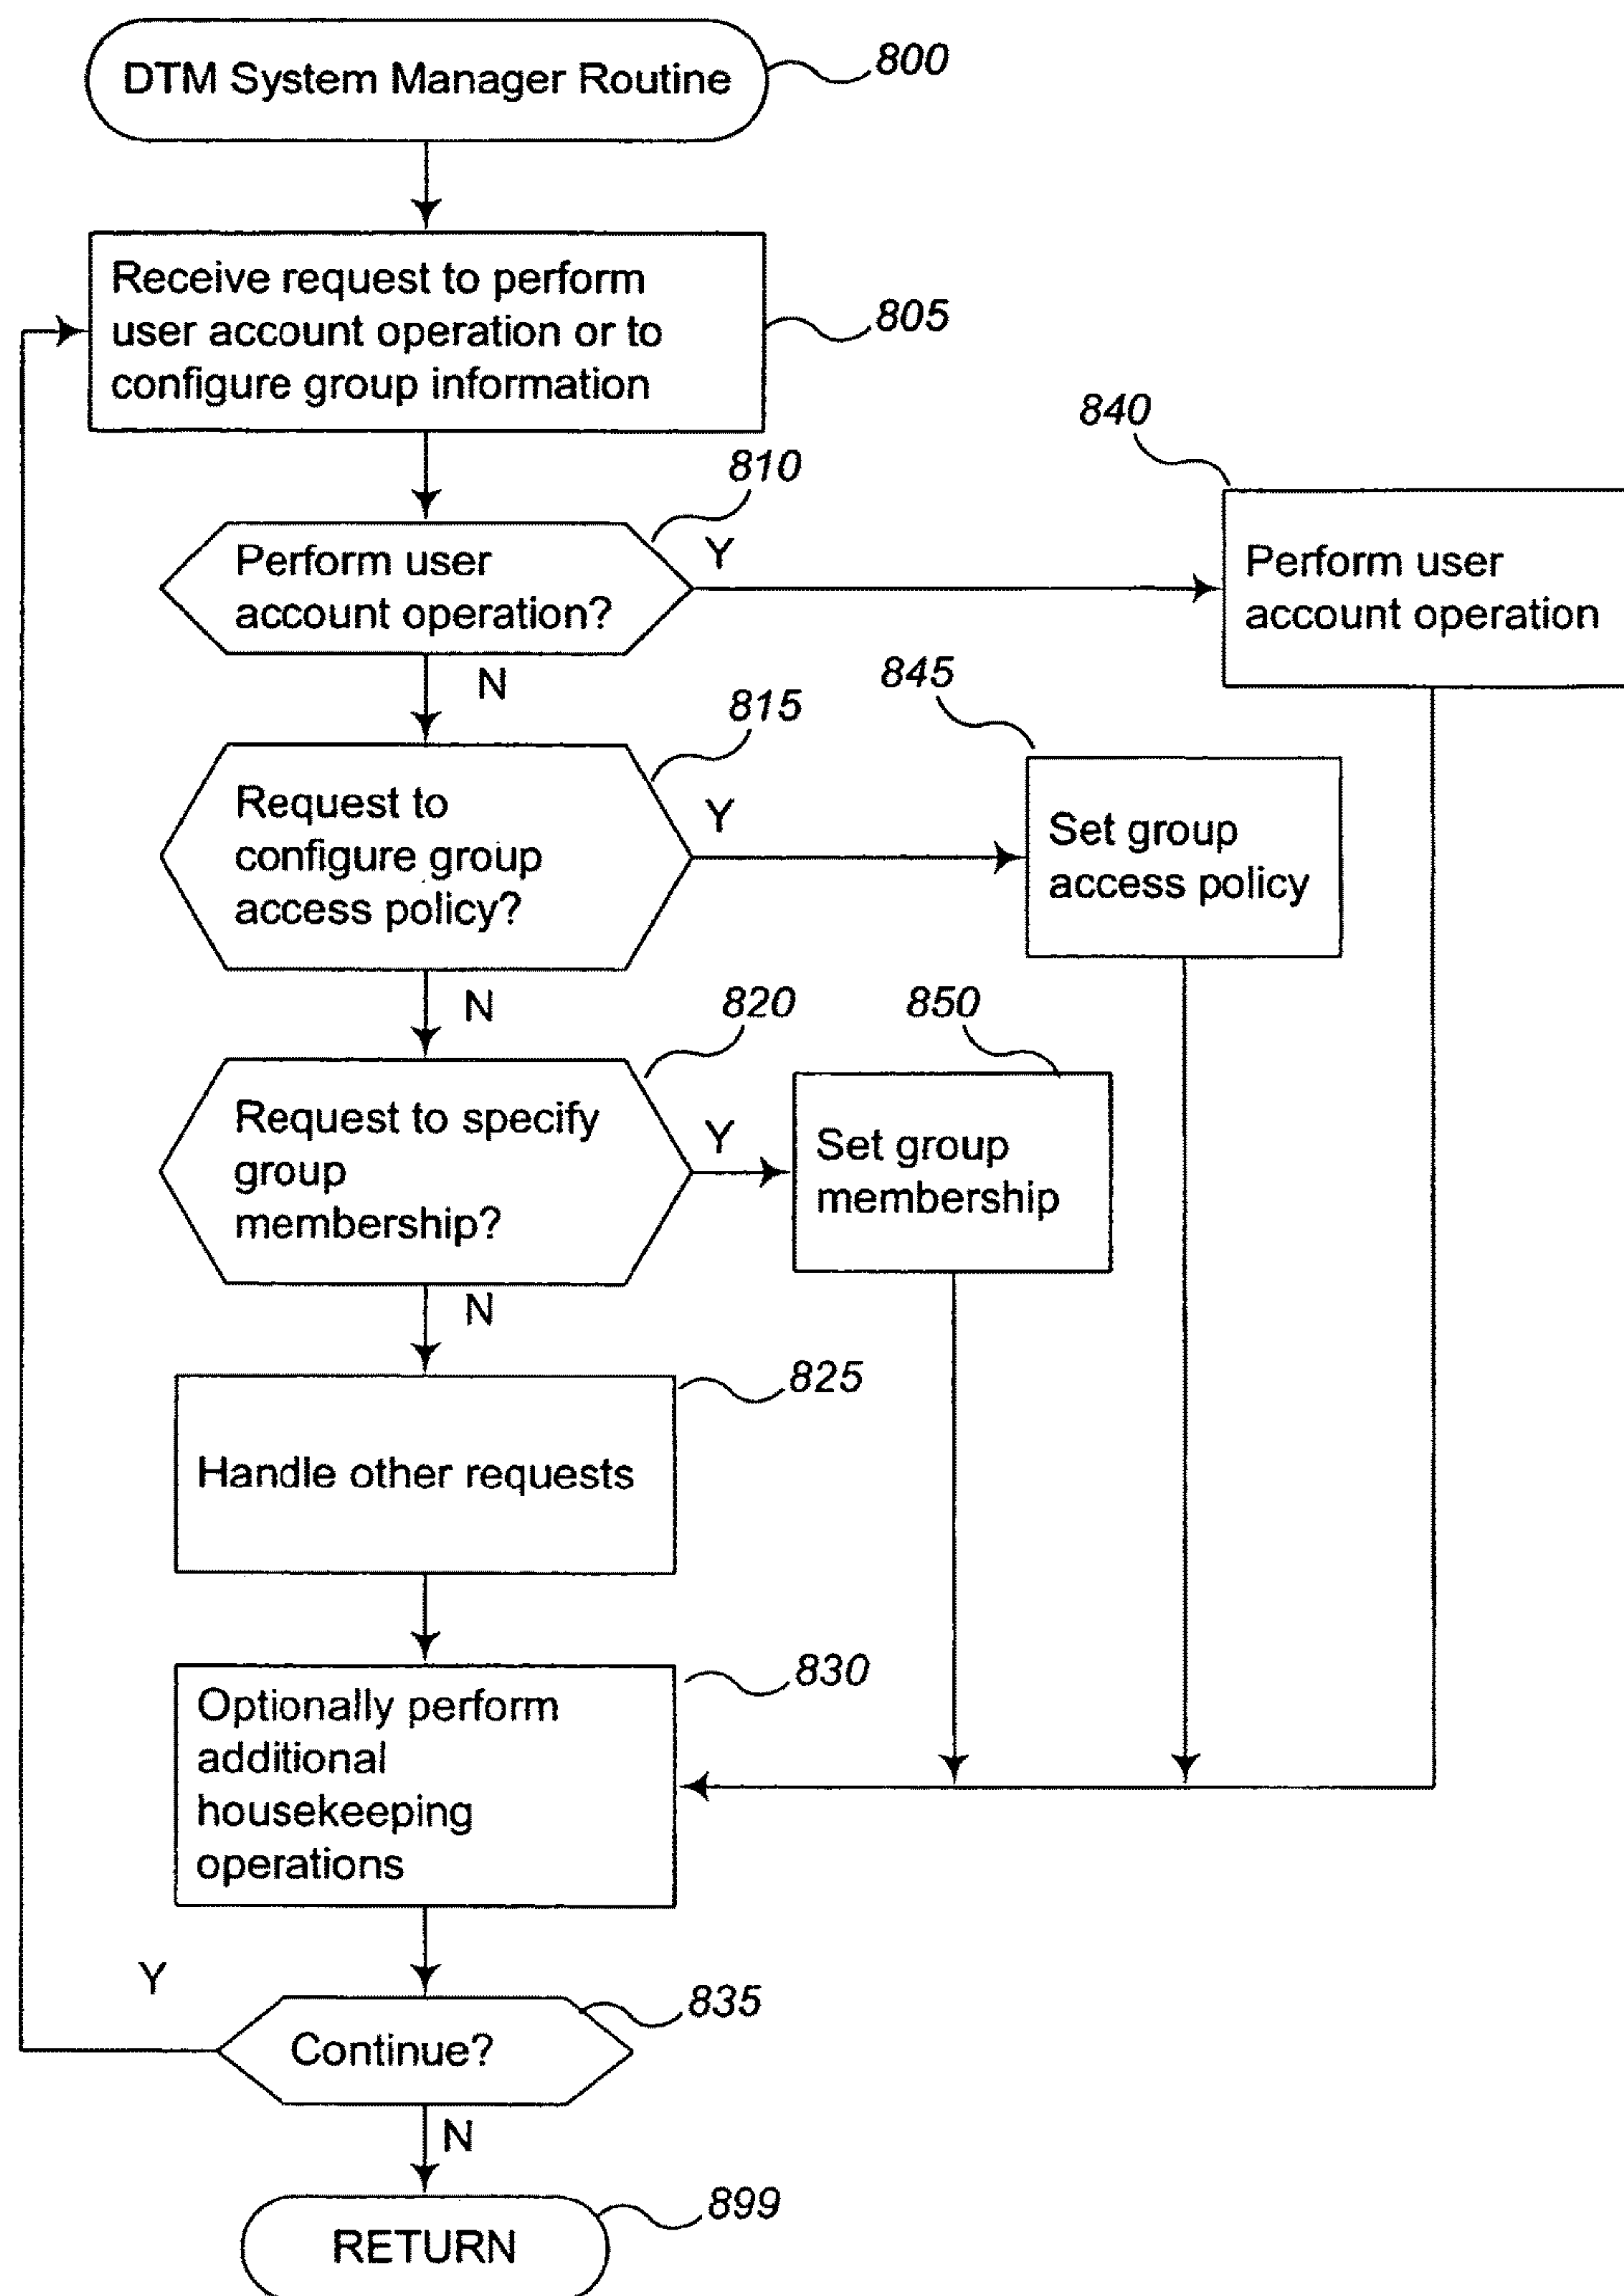 DTM System Manager Routine
800
Receive request to perform
user account operation or to
configure group information
805
810
Perform user
account operation?
Y
N
840
Perform user
account operation
815
Request to
configure group
access policy?
Y
N
845
Set group
access policy
820
Request to specify
group
membership?
Y
N
850
Set group
membership
825
Handle other requests
830
Optionally perform
additional
housekeeping
operations
Y
835
Continue?
N
899
RETURN